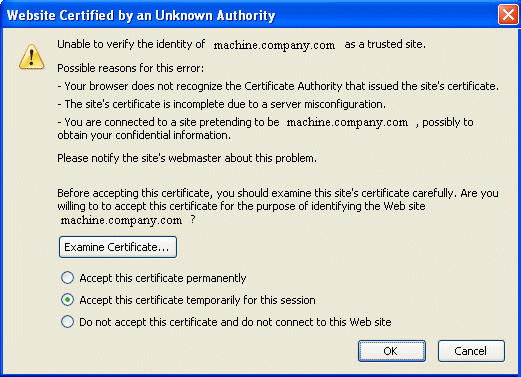 Website Certified by an Unknown Authority
Unable to verify the identity of machine.company.com as a trusted site.
Possible reasons for this error:
- Your browser does not recognize the Certificate Authority that issued the site's certificate.
- The site's certificate is incomplete due to a server misconfiguration.
- You are connected to a site pretending to be machine.company.com , possibly to
obtain your confidential information.
Please notify the site's webmaster about this problem.
Before accepting this certificate, you should examine this site's certificate carefully. Are you
willing to to accept this certificate for the purpose of identifying the Web site
machine.company.com ?
Examine Certificate...
Accept this certificate permanently
Accept this certificate temporarily for this session
Do not accept this certificate and do not connect to this Web site
OK Cancel